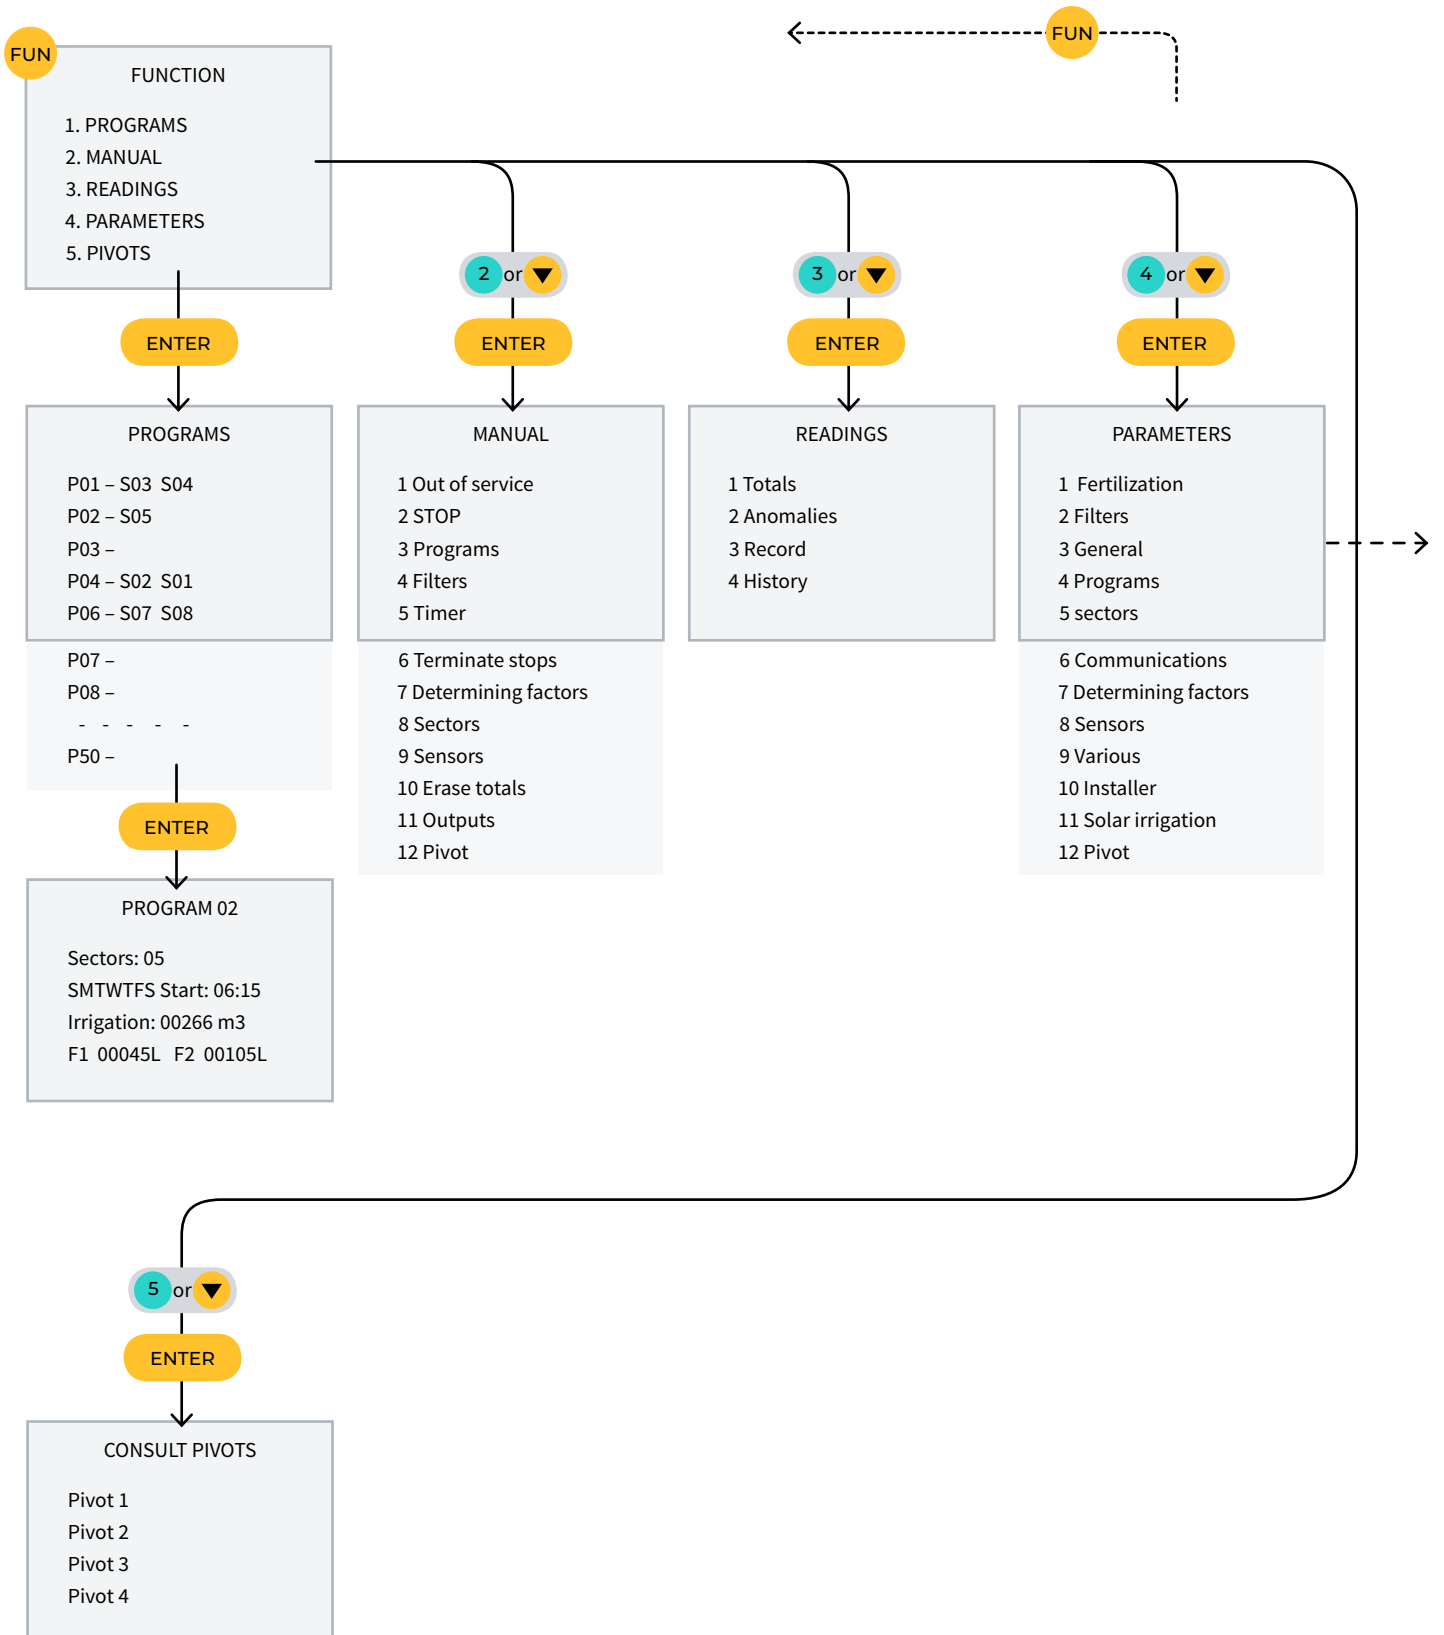 FUN
FUN
FUNCTION
1. PROGRAMS
2. MANUAL
3. READINGS
4. PARAMETERS
5. PIVOTS
2 or
3 or
4 or
ENTER
ENTER
ENTER
ENTER
PROGRAMS
P01 – S03 S04
P02 – S05
P03 –
P04 – S02 S01
P06 – S07 S08
P07 –
P08 –
- - - - -
P50 –
MANUAL
1 Out of service
2 STOP
3 Programs
4 Filters
5 Timer
6 Terminate stops
7 Determining factors
8 Sectors
9 Sensors
10 Erase totals
11 Outputs
12 Pivot
READINGS
1 Totals
2 Anomalies
3 Record
4 History
PARAMETERS
1 Fertilization
2 Filters
3 General
4 Programs
5 sectors
6 Communications
7 Determining factors
8 Sensors
9 Various
10 Installer
11 Solar irrigation
12 Pivot
ENTER
PROGRAM 02
Sectors: 05
SMTWTFS Start: 06:15
Irrigation: 00266 m3
F1 00045L F2 00105L
5 or
ENTER
CONSULT PIVOTS
Pivot 1
Pivot 2
Pivot 3
Pivot 4